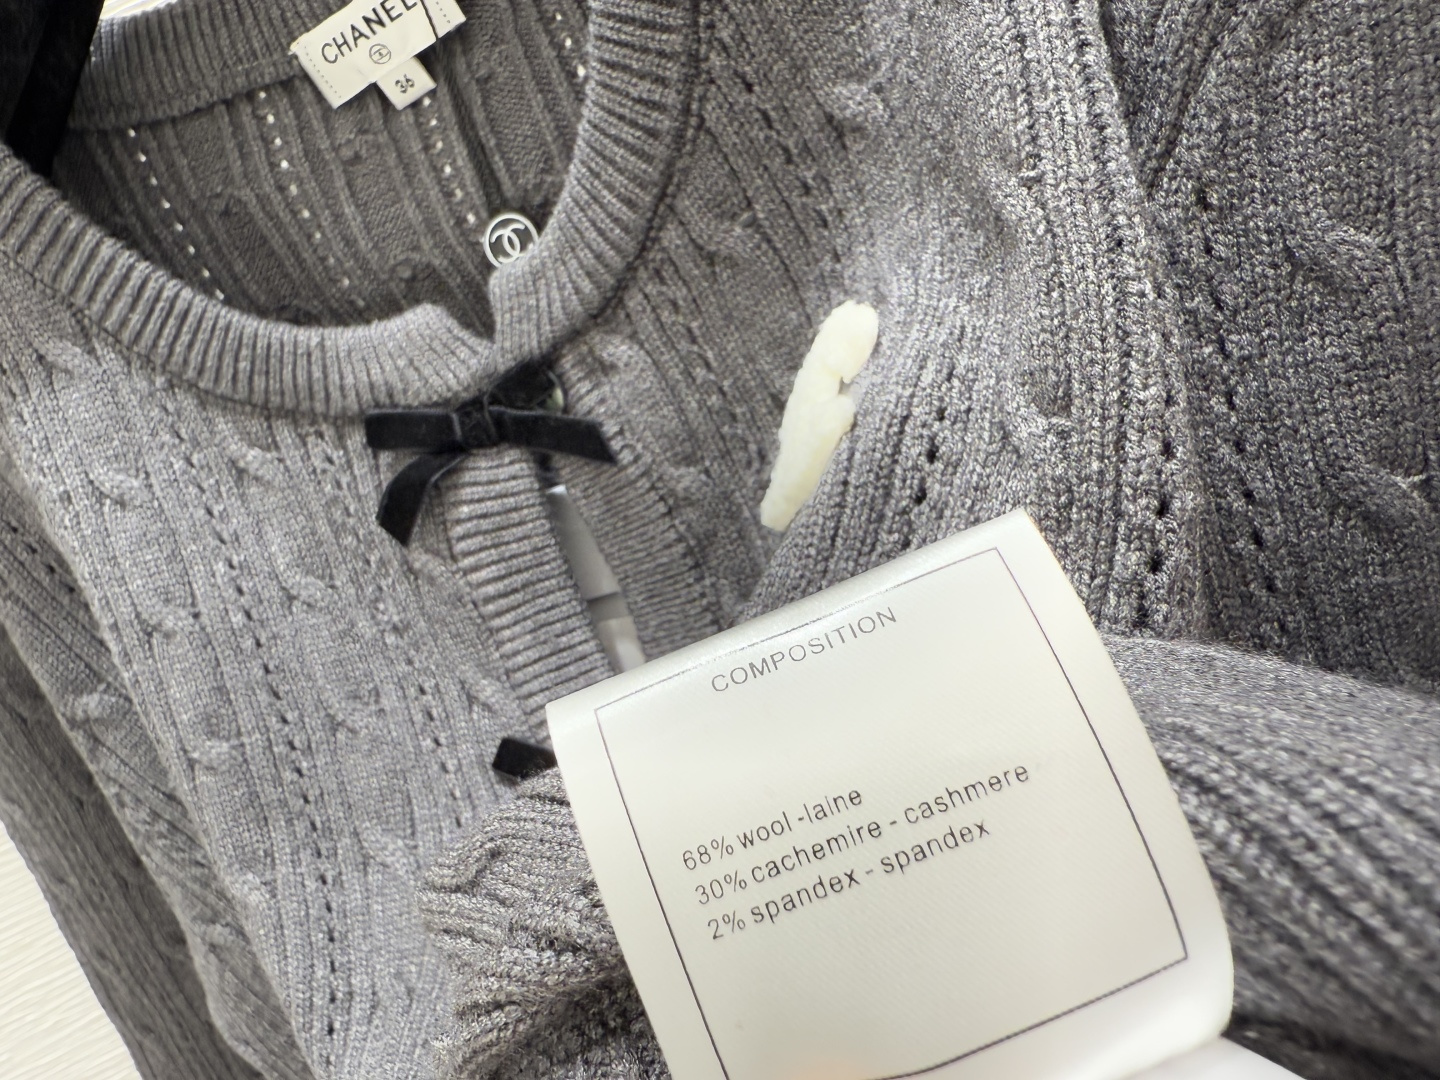 CHANEL
36
COMPOSITION
68% wool -laine
30% cachemire - cashmere
2% spandex - spandex